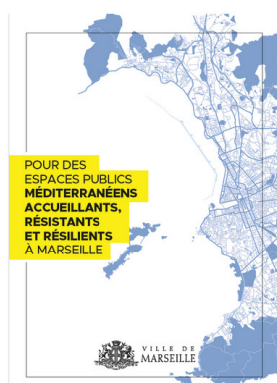 POUR DES
ESPACES PUBLICS
MÉDITERRANÉENS
ACCUEILLANTS,
RÉSISTANTS
ET RÉSILIENTS
À MARSEILLE
VILLE DE
MARSEILLE